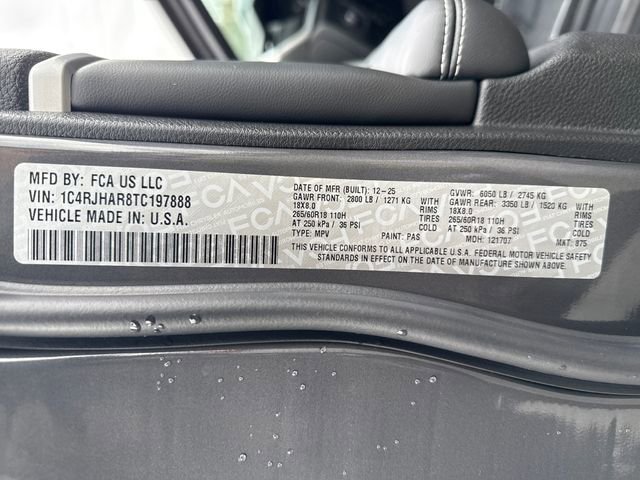 MFD BY: FCA US LLC
VIN: 1C4RJHAR8TC197888
VEHICLE MADE IN: U.S.A.
DATE OF MFR (BUILT): 12-25
GAWR FRONT: 2800 LB / 1271 KG WITH
18X8.0 RIMS
265/60R18 110H TIRES
AT 250 kPa / 36 PSI COLD
TYPE: MPV PAINT: PAS
GVWR: 6050 LB / 2745 KG
GAWR REAR: 3350 LB / 1520 KG WITH
18X8.0 RIMS
265/60R18 110H TIRES
AT 250 kPa / 36 PSI COLD
MDH: 121707 MKT: 875
THIS VEHICLE CONFORMS TO ALL APPLICABLE U.S.A. FEDERAL MOTOR VEHICLE SAFETY
STANDARDS IN EFFECT ON THE DATE OF MANUFACTURE SHOWN ABOVE.